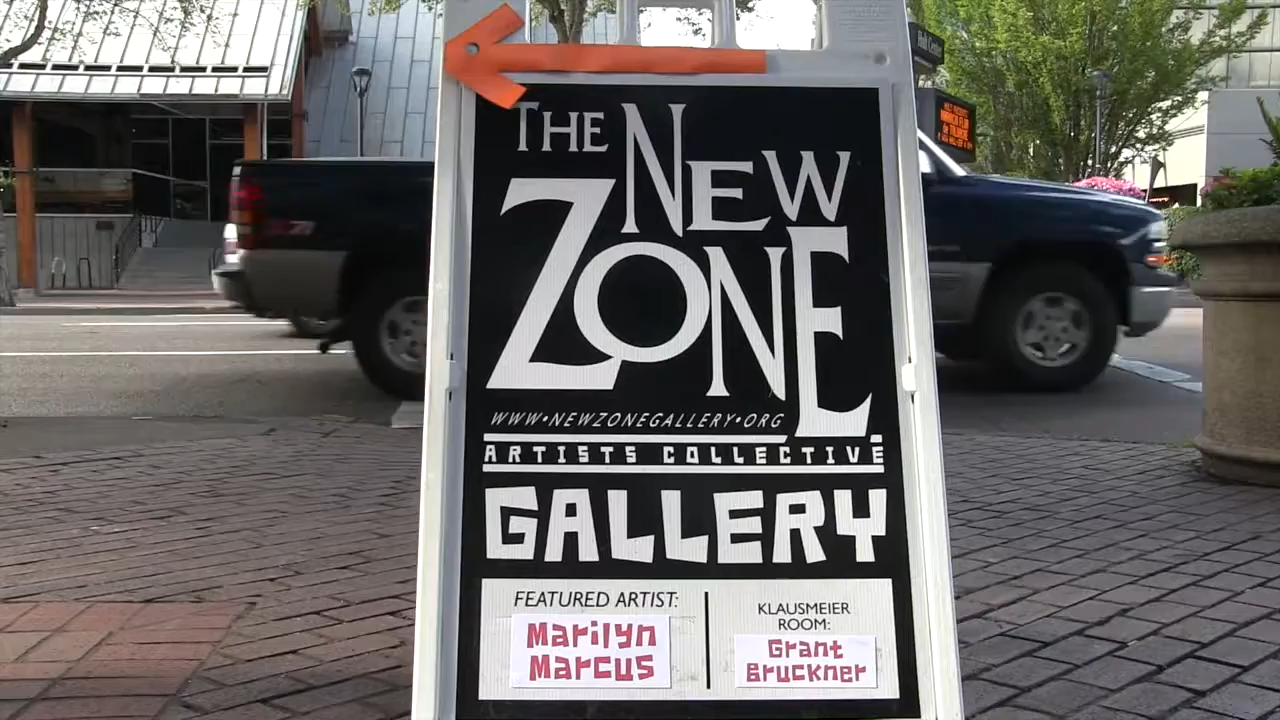 THE NEW
ZONE
WWW•NEWZONEGALLERY•ORG
ARTISTS COLLECTIVE
GALLERY
FEATURED ARTIST:
Marilyn
Marcus
KLAUSMEIER
ROOM:
Grant
Bruckner